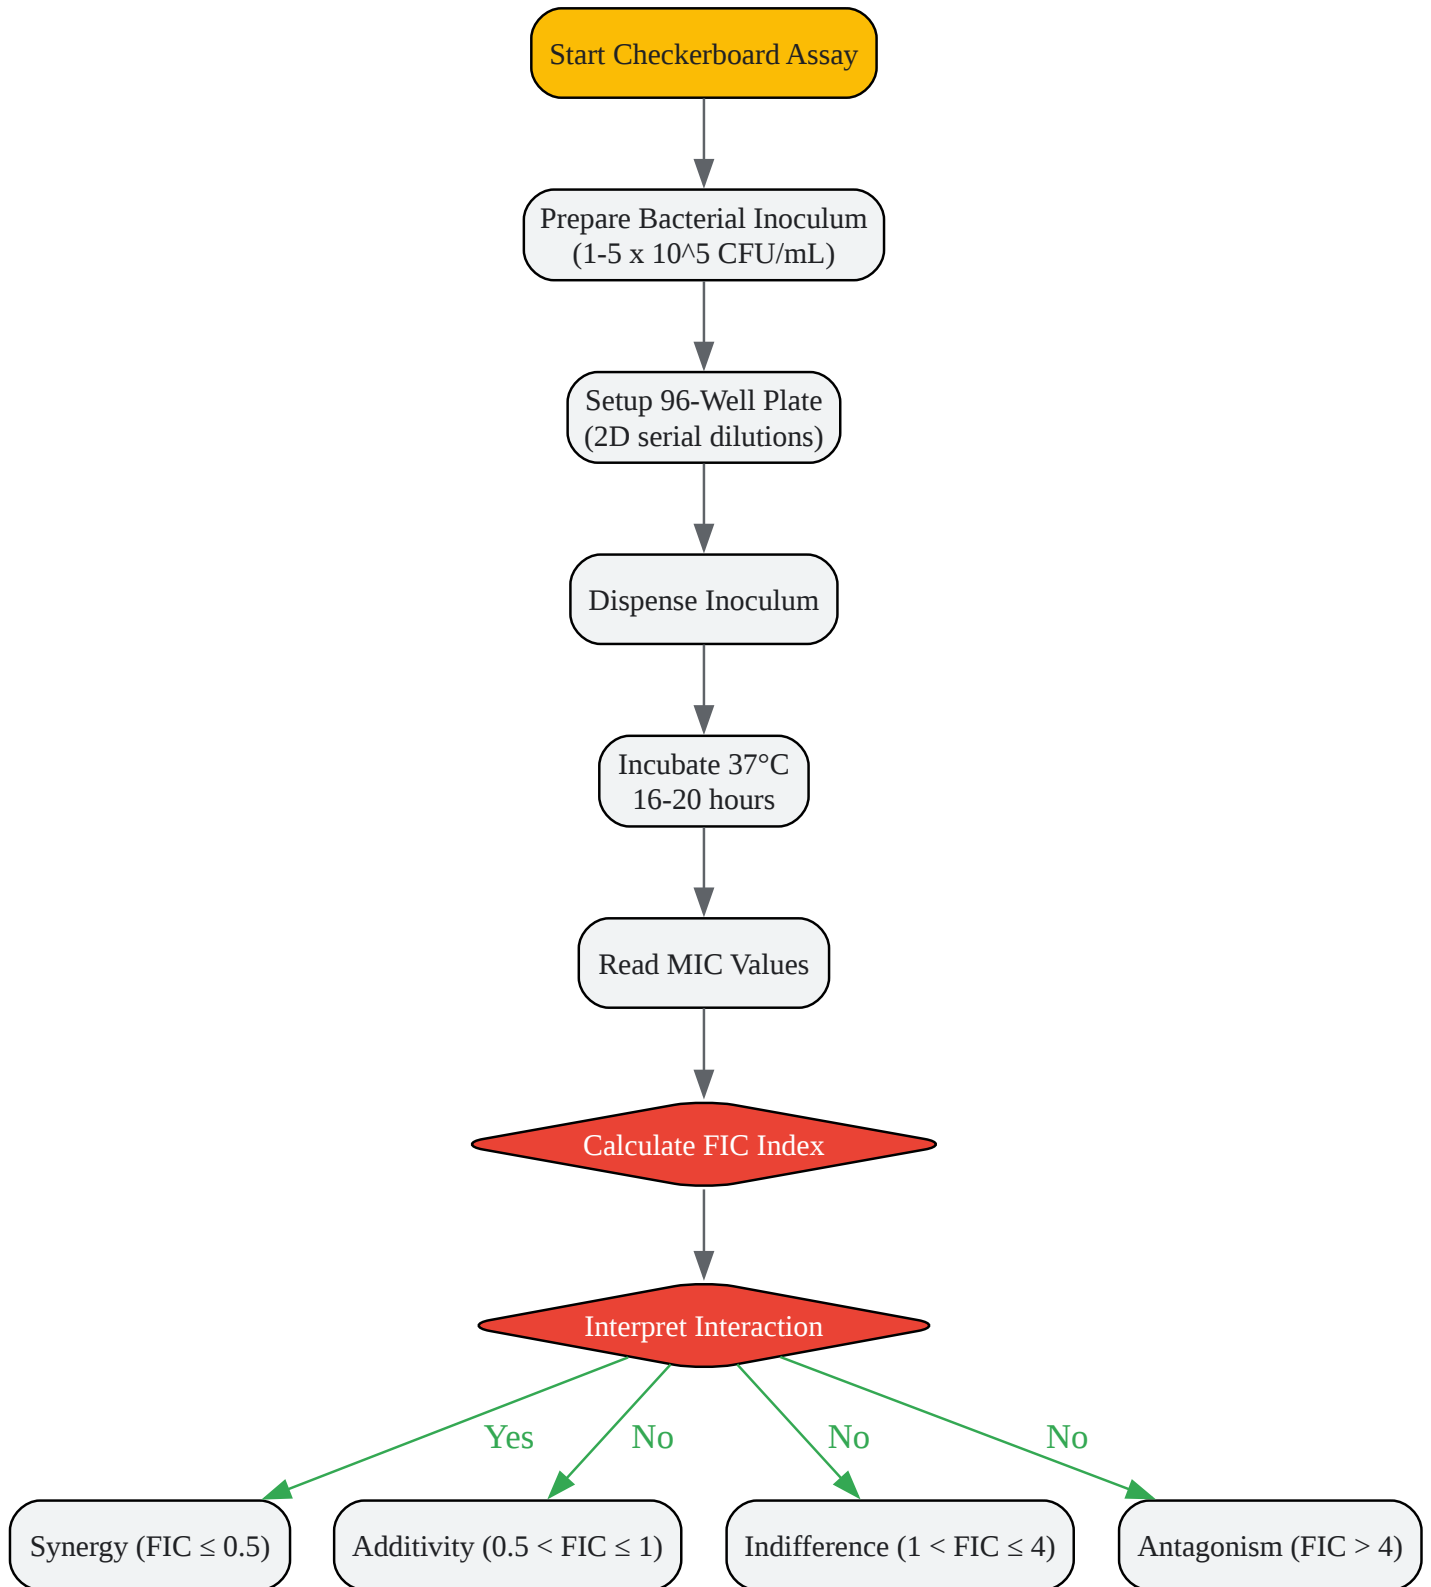 Start Checkerboard Assay
Prepare Bacterial Inoculum
(1-5 x 10^5 CFU/mL)
Setup 96-Well Plate
(2D serial dilutions)
Dispense Inoculum
Incubate 37°C
16-20 hours
Read MIC Values
Calculate FIC Index
Interpret Interaction
Yes
No
No
No
Synergy (FIC ≤ 0.5)
Additivity (0.5 < FIC ≤ 1)
Indifference (1 < FIC ≤ 4)
Antagonism (FIC > 4)